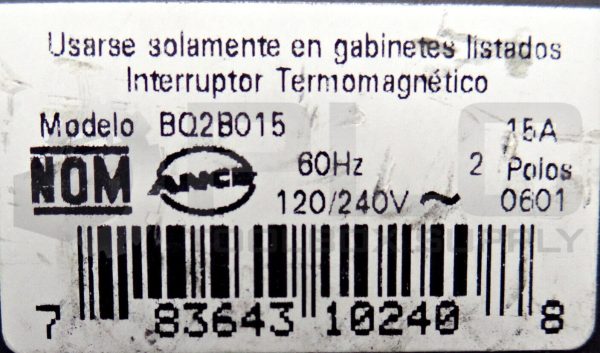 Usarse solamente en gabinetes listados
Interruptor Termomagnético
Modelo BQ2B015 15A
NOM ANCE 60Hz 2 Polos
120/240V ~ 0601
7 83643 10240 8